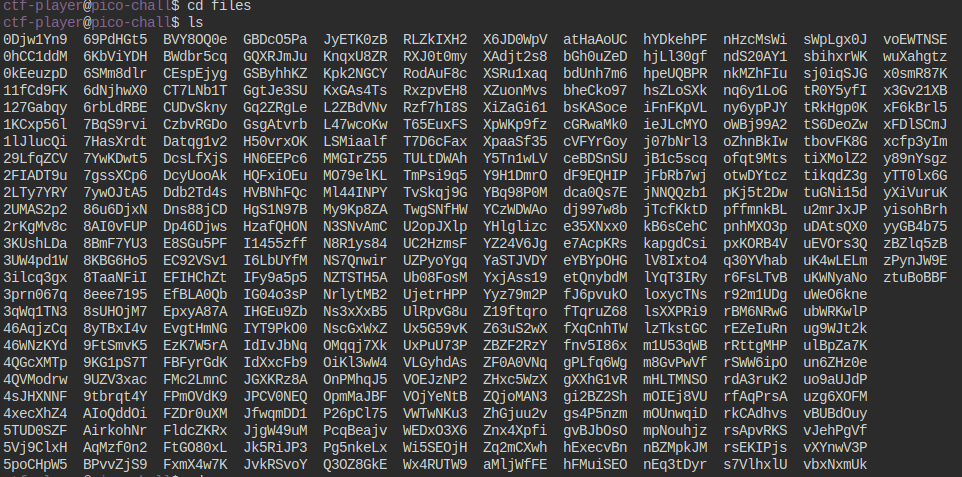 ctf-player@pico-chall$ cd files
ctf-player@pico-chall$ ls
0Djw1Yn9 69PdHGt5 BVY8OQ0e GBDcO5Pa JyETK0zB RLZkIXH2 X6JD0WpV atHaAoUC hYDkehPF nHzcMsWi sWpLgx0J voEWTNSE
0hCC1ddM 6KbViYDH BWdbr5cq GQXRJmJu KnqxU8ZR RXJ0t0my XAdjt2s8 bGh0uZeD hjLl30gf ndS20AY1 sbihxrWK wuXahgtz
0kEeuzpD 6SMm8dlr CEspEjyg GSByhhKZ Kpk2NGCY RodAuF8c XSRu1xaq bdUnh7m6 hpeUQBPR nkMZhFIu sj0iqSJG x0smR87K
11fCd9FK 6dNjhwX0 CT7LNb1T GgtJe3SU KxGAs4Ts RxzpvEH8 XZuonMvs bheCko97 hsZLoSXk nq6y1LoG tR0Y5yfI x3Gv21XB
127Gabqy 6rbLdRBE CUDvSkny Gq2ZRgLe L2ZBdVNv Rzf7hI8S XiZaGi61 bsKASoce iFnFKpVL ny6ypPJY tRkHgp0K xF6kBrl5
1KCxp56l 7BqS9rvi CzbvRGDo GsgAtvrb L47wcoKw T65EuxFS XpWKp9fz cGRwaMk0 ieJLcMYO oWBj99A2 tS6DeoZw xFDlSCmJ
1lJlucQi 7HasXrdt Datqg1v2 H50vrxOK LSMiaalf T7D6cFax XpaaSf35 cVFYrGoy j07bNrl3 oZhnBkIw tbovFK8G xcfp3yIm
29LfqZCV 7YwKDwt5 DcsLfXjS HN6EEPc6 MMGIrZ55 TULtDWAh Y5Tn1wLV ceBDSnSU jB1c5scq ofqt9Mts tiXMolZ2 y89nYsgz
2FIADT9u 7gssXCp6 DcyUooAk HQFxiOEu MO79elKL TmPsi9q5 Y9H1DmrO dF9EQHIP jFbRb7wj otwDYtcz tikqdZ3g yTT0lx6G
2LTy7YRY 7ywOJtA5 Ddb2Td4s HVBNhFQc Ml44INPY TvSkqj9G YBq98P0M dca0Qs7E jNNQQzb1 pKj5t2Dw tuGNi15d yXiVuruK
2UMAS2p2 86u6DjxN Dns88jCD HgS1N97B My9Kp8ZA TwgSNfHW YCzWDWAo dj997w8b jTcfKktD pffmnkBL u2mrJxJP yisohBrh
2rKgMv8c 8AI0vFUP Dp46Djws HzafQHON N3SNvAmC U2opJXlp YHlglizc ce35XNxx0 kB6sCehC pnhMXO3p uDAtsQX0 yyGB4b75
3KUshLDa 8BmF7YU3 E8SGu5PF I1455zff N8R1ys84 UC2HzmsF YZ24V6Jg e7AcpKRs kapgdCsi pxKORB4V uEVOrs3Q zBZlq5zB
3UW4pd1W 8KBG6Ho5 EC92VSv1 I6LbUYfM NS7Qnwir UZPyoYgq YaSTJVDY eYBYpOHG lV8Ixto4 q30YVhab uK4wLELm zPynJW9E
3ilcq3gx 8TaaNFiI EFIHChZt IFy9a5p5 NZTSTH5A Ub08FosM YxjAss19 etQnybdM lYqT3IRy r6FsLTvB uKWNyaNo ztuBoBBF
3prn067q 8eee7195 EfBLA0Qb IG04o3sP NrlytMB2 UjetrHPP Yyz79m2P fJ6pvukO loxycTNs r92m1UDg uWeO6kne
3qWq1TN3 8sUHOjM7 EpxyA87A IHGEu9Zb Ns3xXxB5 UlRpvG8u Z19ftqro fTqruZ68 lsXXPRi9 rBM6NRwG ubWRKwlP
46AqjzCq 8yTBxI4v EvgtHmNG IYT9PkO0 NscGxWxZ Ux5G59vK Z63uS2wX fXqCnhTW lzTkstGC rEZeIuRn ug9WJt2k
46WNzKYd 9FtSmvK5 EzK7W5rA IdIvJbNq OMqqj7Xk UxPuU73P ZBZF2RzY fnv5I86x m1U53qWB rRttgMHP ulBpZa7K
4QGcXMTp 9KG1pS7T FBFyrGdK IdXxcFb9 OiKl3wW4 VLGyhdAs ZF0A0VNq gPLfq6Wg m8GvPwVf rSWW6ipO un6ZHz0e
4QVModrw 9UZV3xac FMc2LmnC JGXKRz8A OnPMhqJ5 VOEJzNP2 ZHxc5WzX gXXhG1vR mHLTMNSO rdA3ruK2 uo9aUJdP
4sJHXNNF 9tbrqt4Y FPmOVdK9 JPCV0NEQ OpmMaJBF VOjYeNtB ZQjoMAN3 gi2BZ2Sh mOIEj8VU rfAqPrsA uzg6XOFM
4xecXhZ4 AIoQddOi FZDr0uXM JfwqmDD1 P26pCl75 VWTwNKu3 ZhGjuu2v gs4P5nzm mOUnwqiD rkCAdhvs vBUBdOuy
5TUD0SZF AirkohNr FldcZKRx JjgW49uM PcqBeajv WEDxO3X6 Znx4Xpfi gvBJbOsO mpNouhjz rsApvRKS vJehPgVf
5Vj9ClxH AqMzf0n2 FtGO80xL Jk5RiJP3 Pg5nkeLx Wi5SEOjH Zq2mCXwh hExecvBn nBZMpkJM rsEKIPjs vXYnwV3P
5poCHpW5 BPvvZjS9 FxmX4w7K JvkRSvoY Q3OZ8GkE Wx4RUTW9 aMljWfFE hFMuiSEO nEq3tDyr s7VlhxlU vbxNxmUk